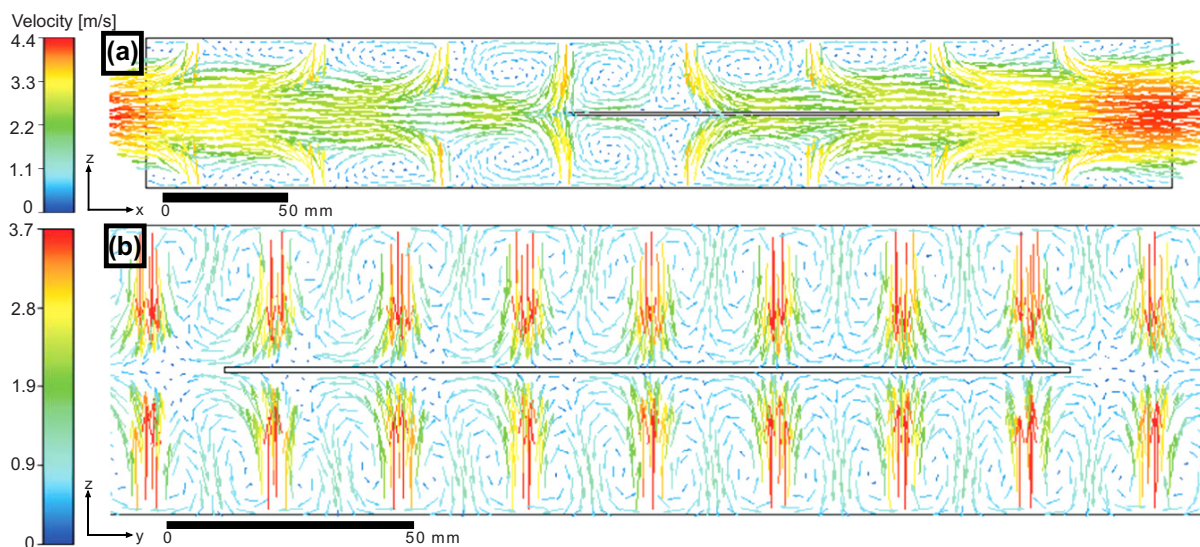 Velocity [m/s]
4.4
3.3
2.2
1.1
0
(a)
z
x
0 50 mm
3.7
2.8
1.9
0.9
0
(b)
z
y
0 50 mm